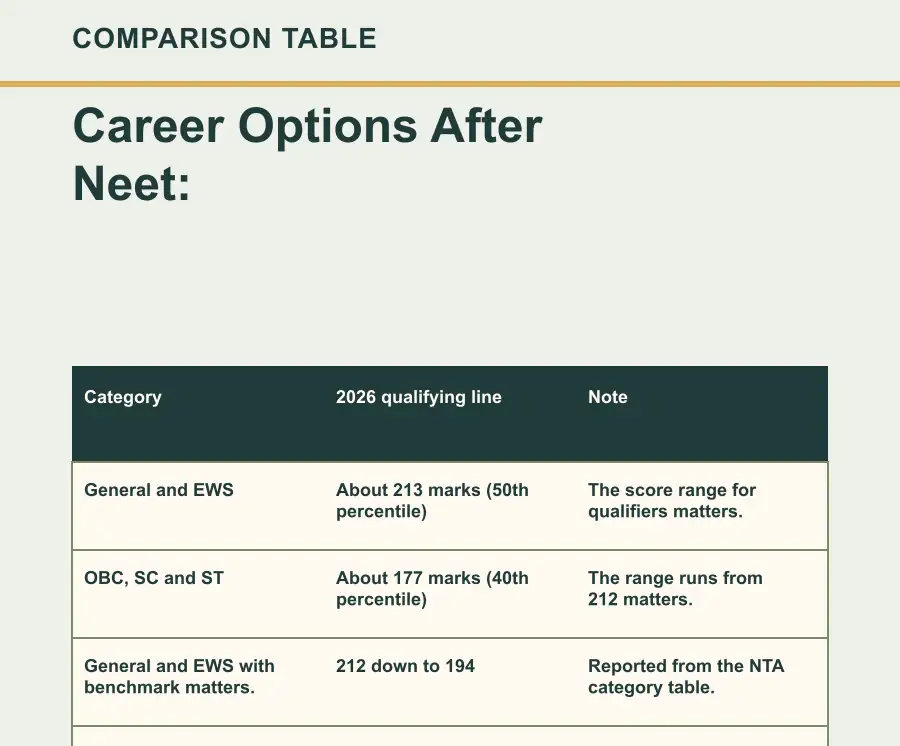 COMPARISON TABLE
Career Options After
Neet:
Category
2026 qualifying line
Note
General and EWS
About 213 marks (50th
percentile)
The score range for
qualifiers matters.
OBC, SC and ST
About 177 marks (40th
percentile)
The range runs from
212 matters.
General and EWS with
benchmark matters.
212 down to 194
Reported from the NTA
category table.